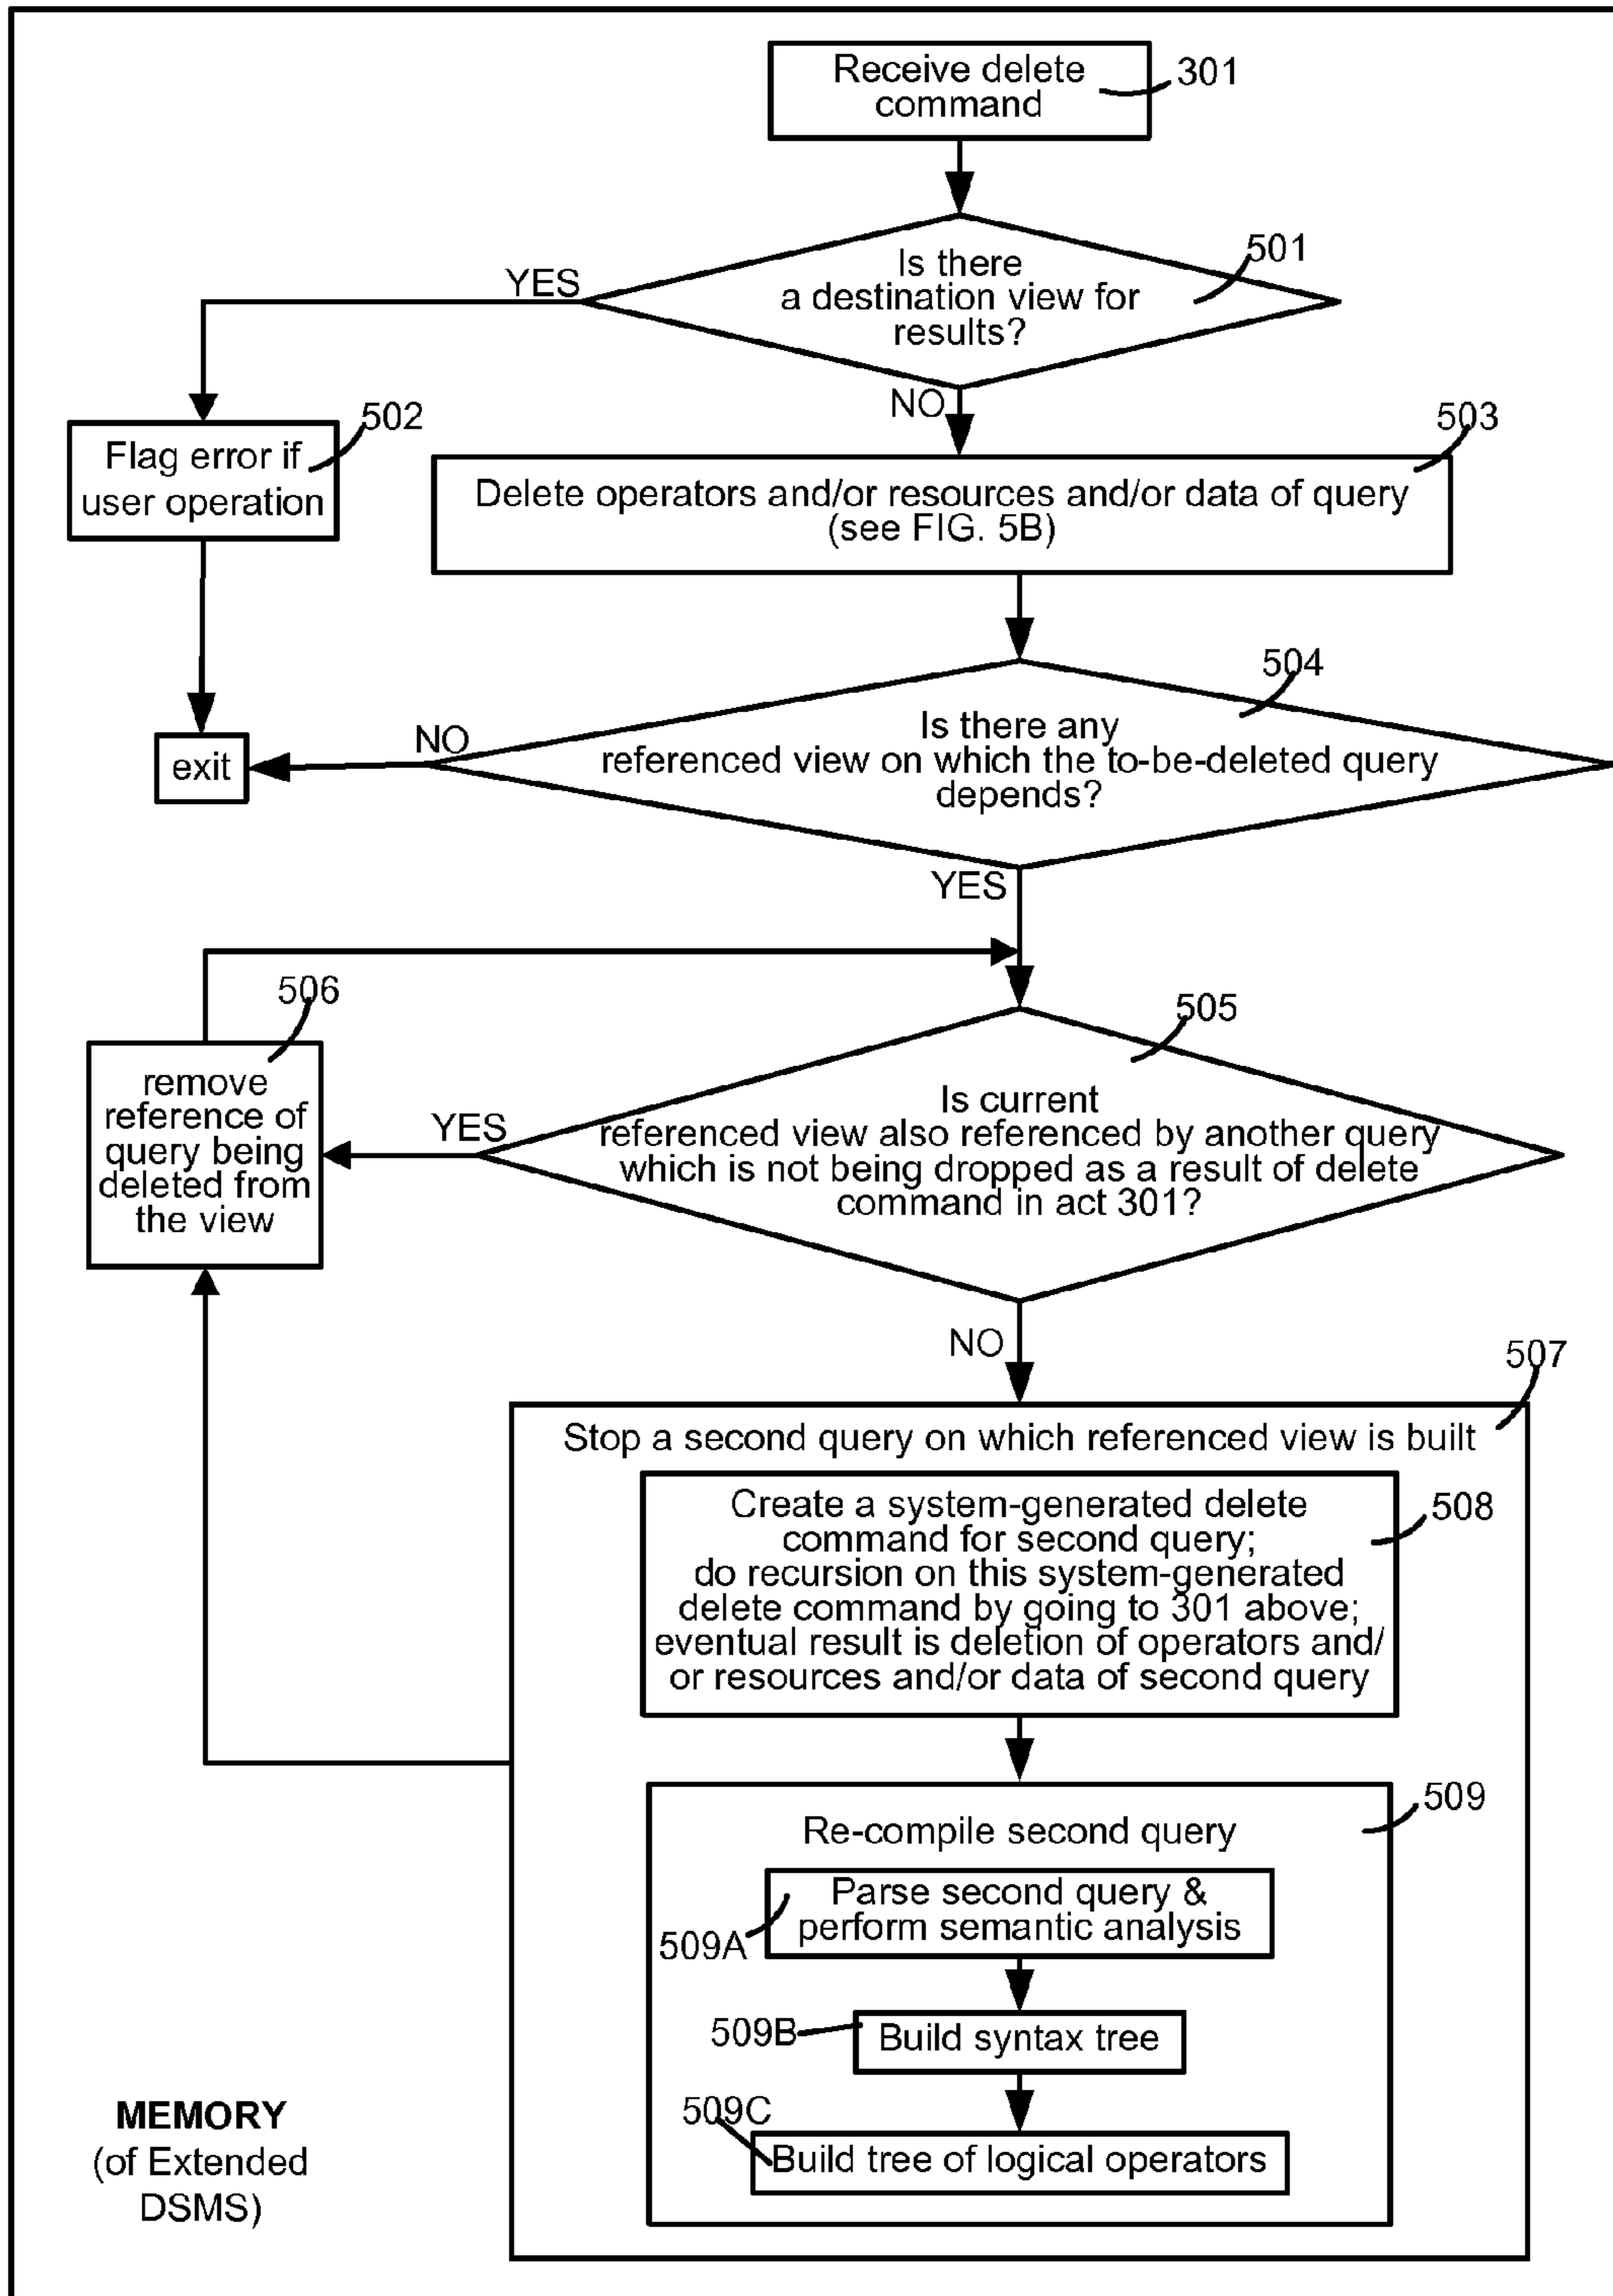 Receive delete
command
301
Is there
a destination view for
results?
501
YES
NO
Flag error if
user operation
502
503
Delete operators and/or resources and/or data of query
(see FIG. 5B)
504
Is there any
referenced view on which the to-be-deleted query
depends?
NO
exit
YES
506
remove
reference of
query being
deleted from
the view
505
YES
Is current
referenced view also referenced by another query
which is not being dropped as a result of delete
command in act 301?
NO
507
Stop a second query on which referenced view is built
Create a system-generated delete
command for second query;
do recursion on this system-generated
delete command by going to 301 above;
eventual result is deletion of operators and/
or resources and/or data of second query
508
509
Re-compile second query
Parse second query &
perform semantic analysis
509A
509B
Build syntax tree
509C
Build tree of logical operators
MEMORY
(of Extended
DSMS)